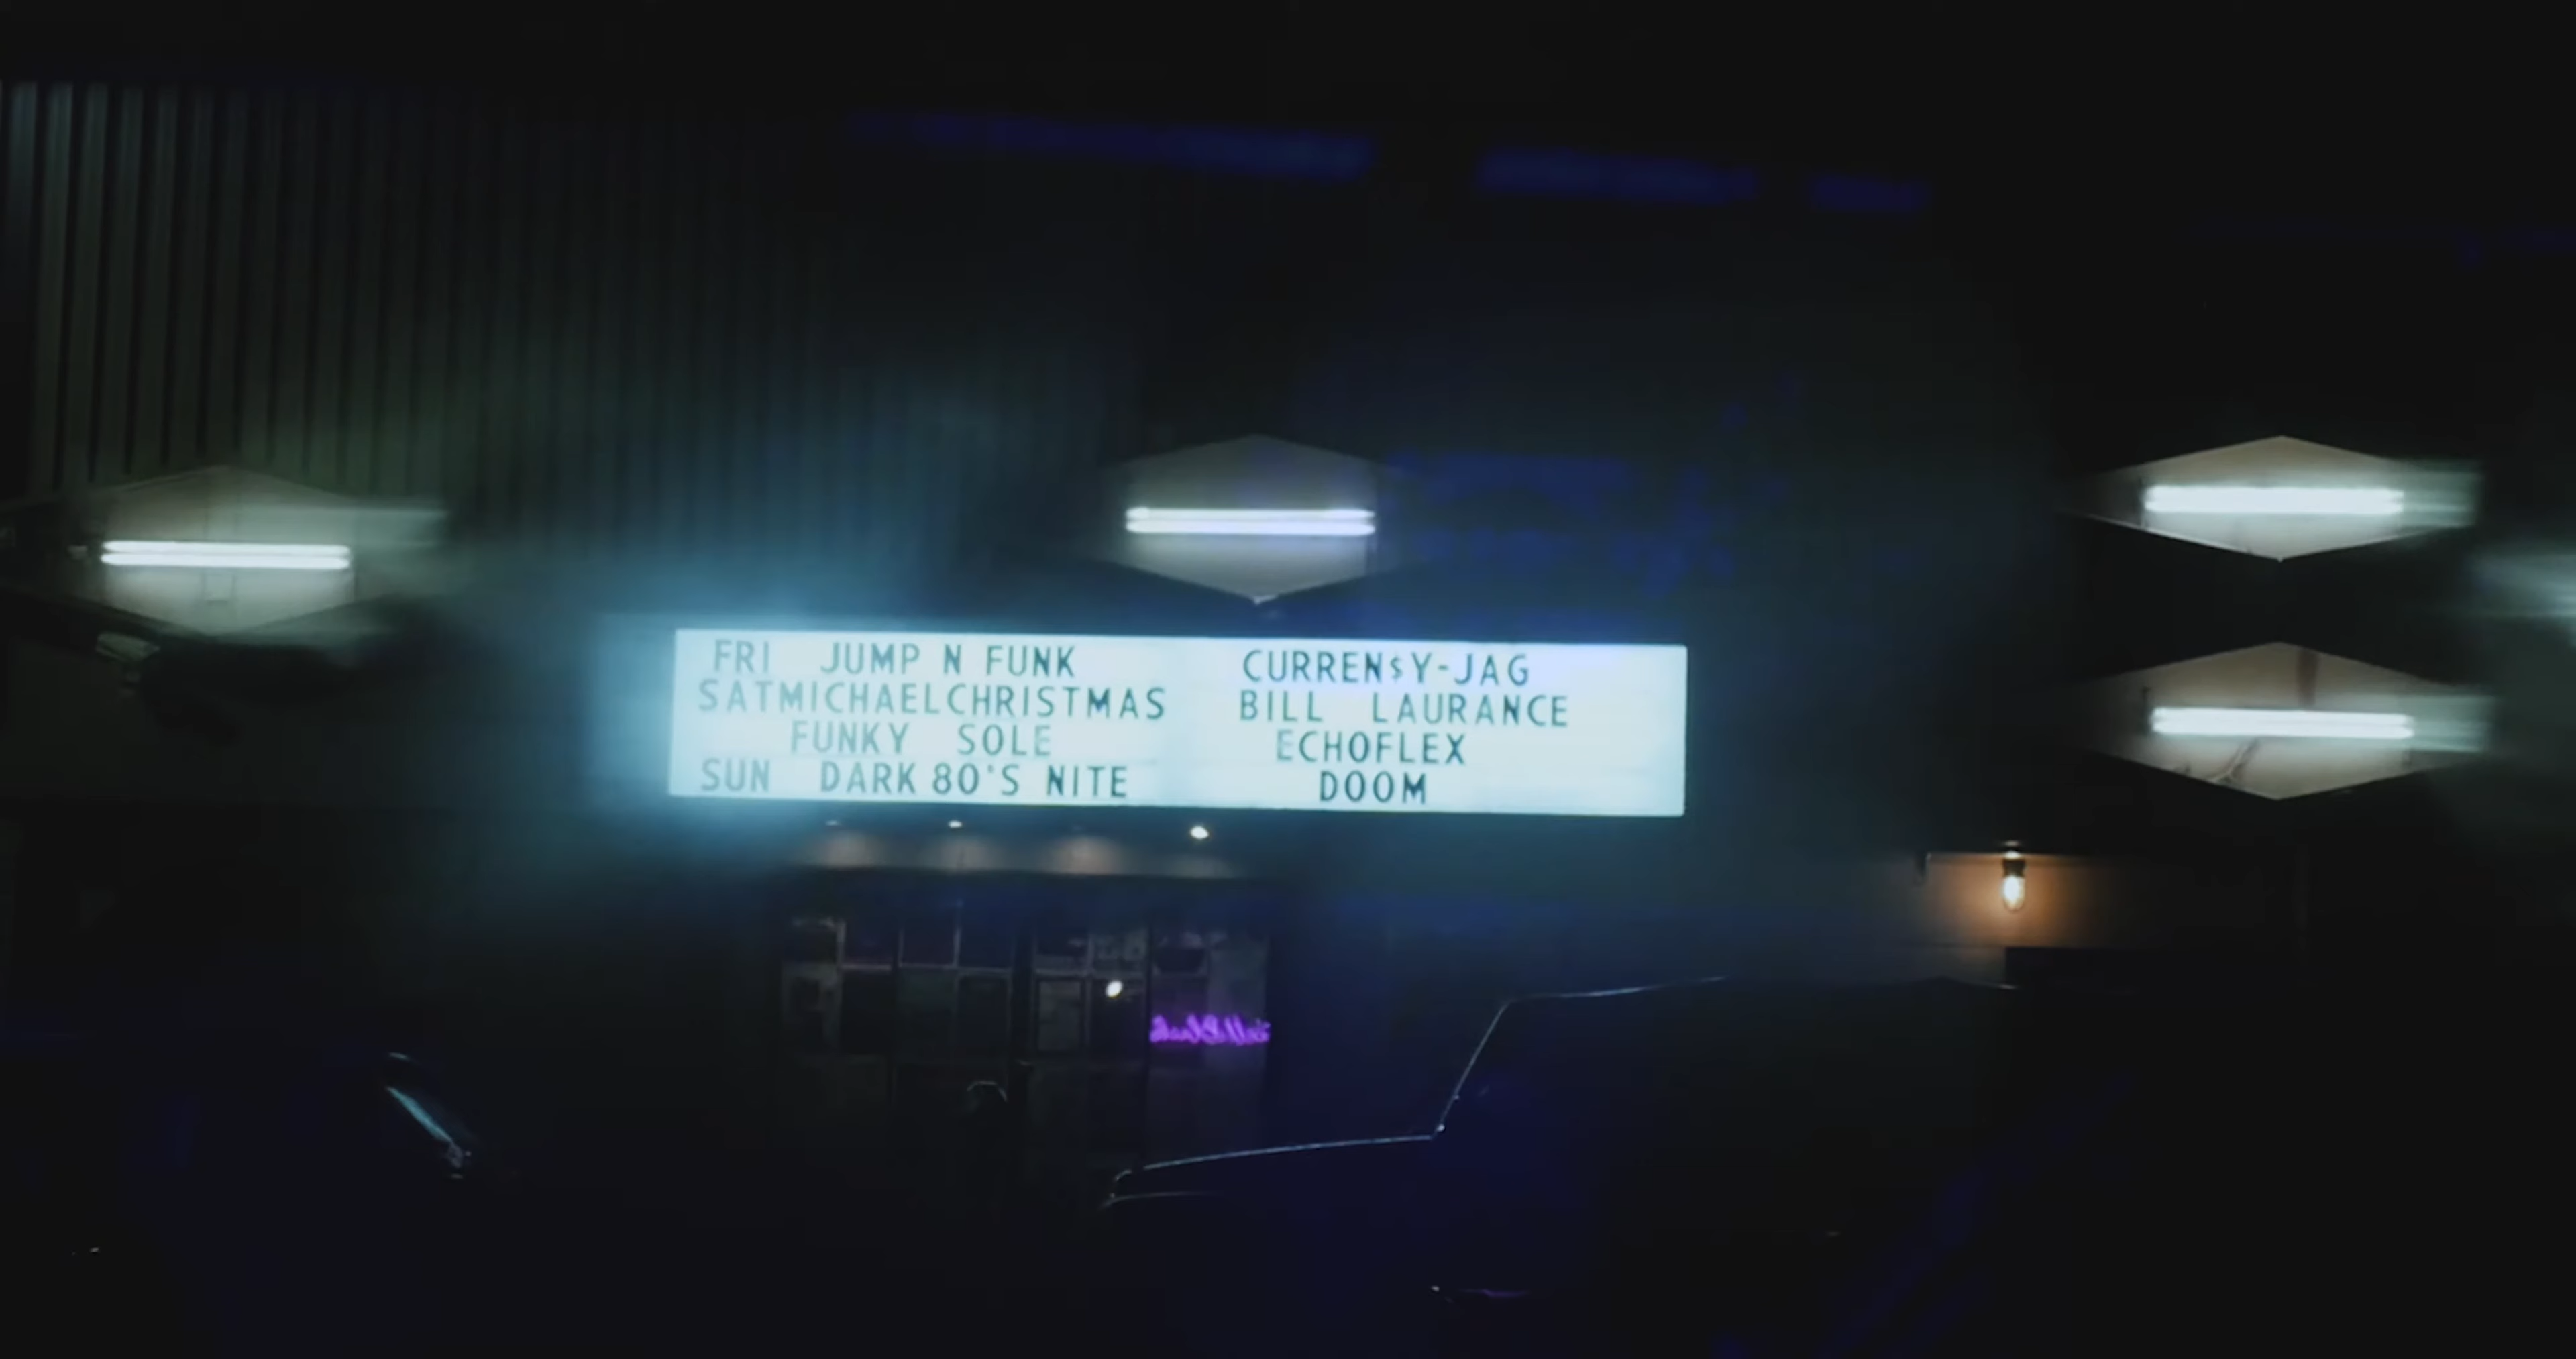 FRI JUMP N FUNK
SATMICHAELCHRISTMAS
FUNKY SOLE
SUN DARK 80'S NITE
CURREN$Y-JAG
BILL LAURANCE
ECHOFLEX
DOOM